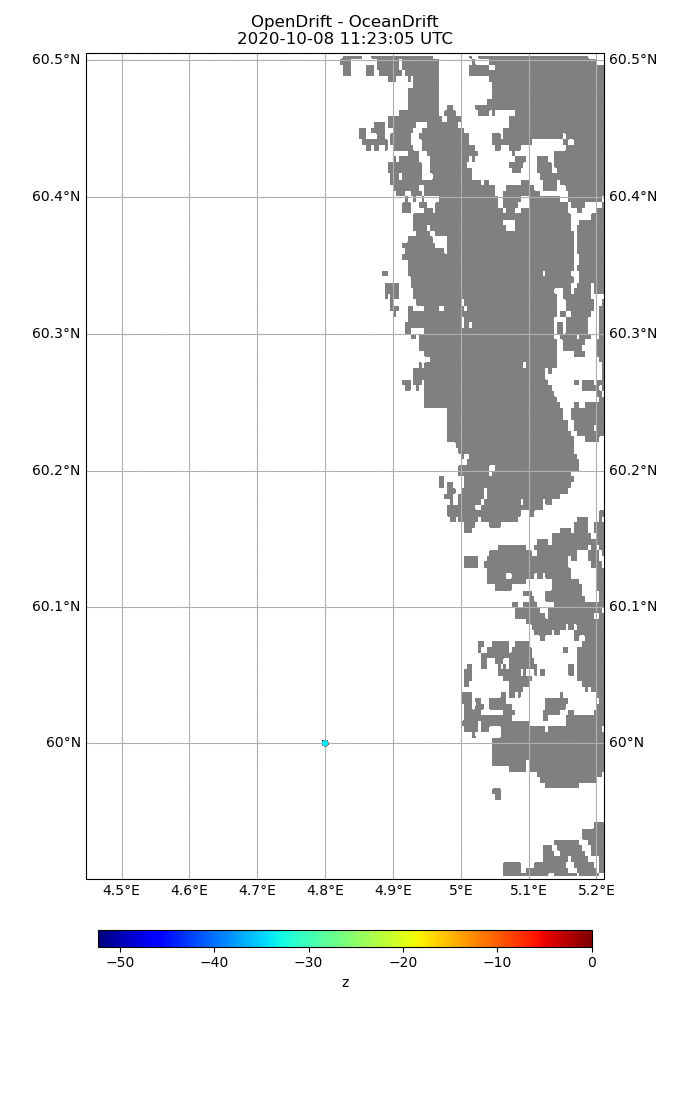 OpenDrift - OceanDrift
2020-10-08 11:23:05 UTC
60.5°N 60.5°N
60.4°N 60.4°N
60.3°N 60.3°N
60.2°N 60.2°N
60.1°N 60.1°N
60°N 60°N
4.5°E 4.6°E 4.7°E 4.8°E 4.9°E 5°E 5.1°E 5.2°E
−50 −40 −30 −20 −10 0
z